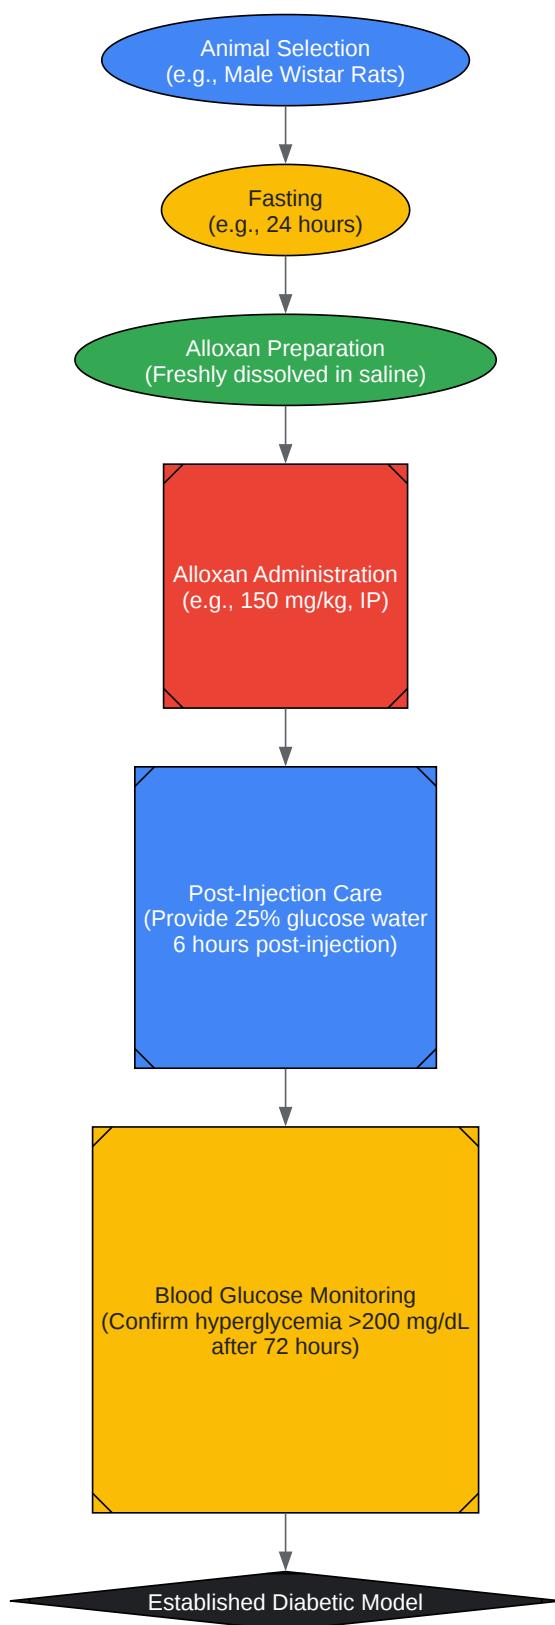 Animal Selection
(e.g., Male Wistar Rats)
Fasting
(e.g., 24 hours)
Alloxan Preparation
(Freshly dissolved in saline)
Alloxan Administration
(e.g., 150 mg/kg, IP)
Post-Injection Care
(Provide 25% glucose water
6 hours post-injection)
Blood Glucose Monitoring
(Confirm hyperglycemia >200 mg/dL
after 72 hours)
Established Diabetic Model